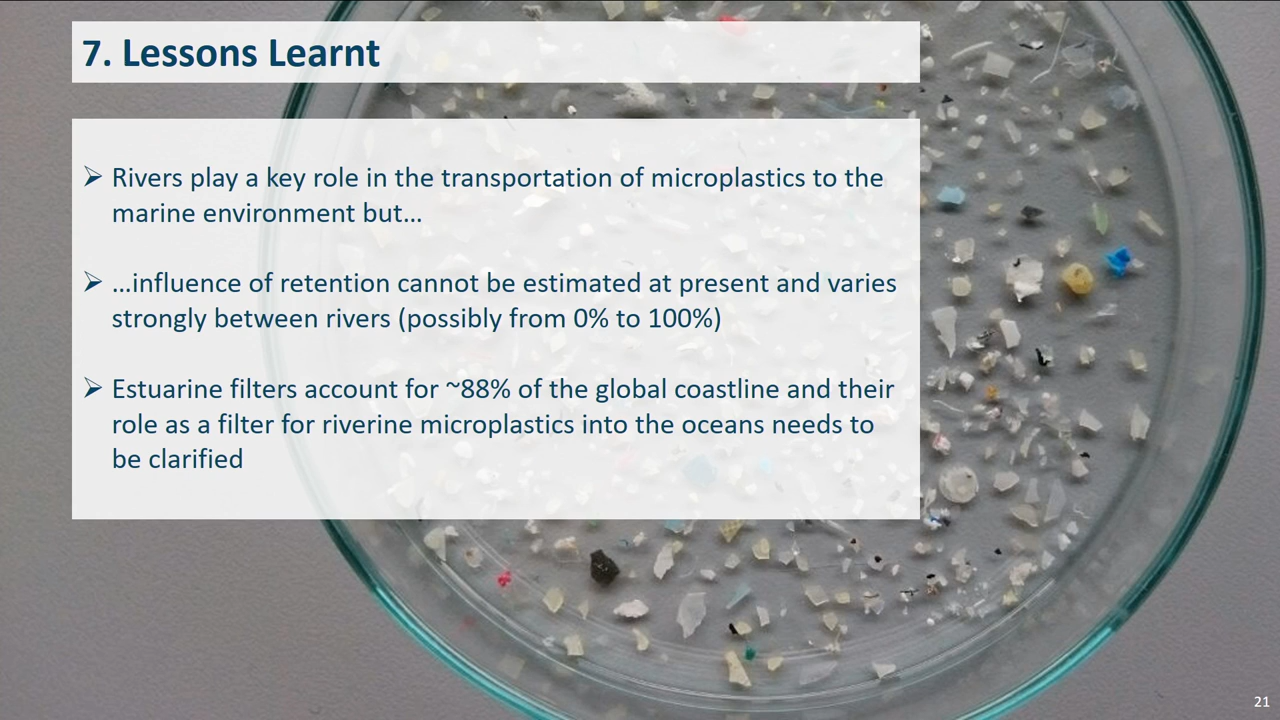 7. Lessons Learnt
➢ Rivers play a key role in the transportation of microplastics to the
marine environment but...
➢ ...influence of retention cannot be estimated at present and varies
strongly between rivers (possibly from 0% to 100%)
➢ Estuarine filters account for ~88% of the global coastline and their
role as a filter for riverine microplastics into the oceans needs to
be clarified
21